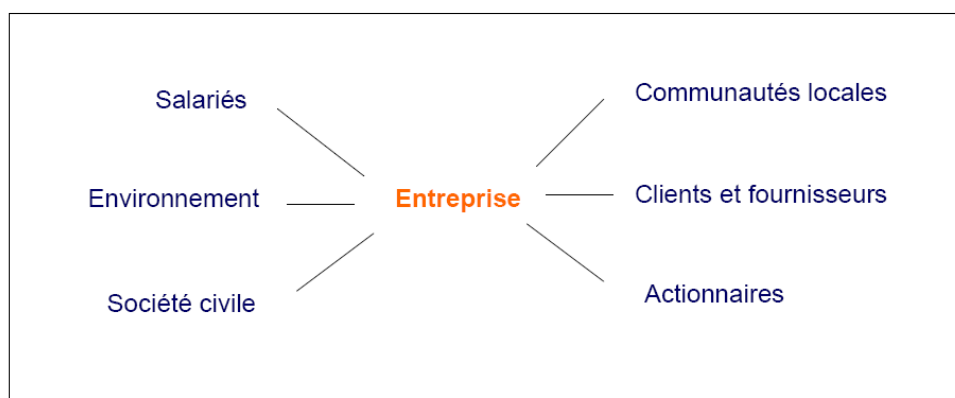 Salariés
Communautés locales
Environnement
Entreprise
Clients et fournisseurs
Société civile
Actionnaires